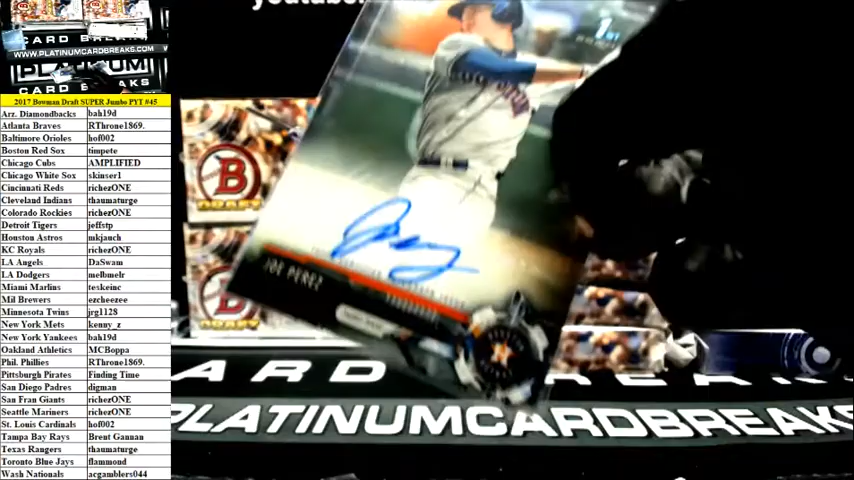 youtube
CARD BREAKS
WWW.PLATINUMCARDBREAKS.COM
PLATINUM
CARD BREAKS
2017 Bowman Draft SUPER Jumbo PYT #45
Arz. Diamondbacks bah19d
Atlanta Braves RThrone1869.
Baltimore Orioles hof002
Boston Red Sox timpete
Chicago Cubs AMPLIFIED
Chicago White Sox skinser1
Cincinnati Reds richezONE
Cleveland Indians thaumaturge
Colorado Rockies richezONE
Detroit Tigers jeffstp
Houston Astros mkjauch
KC Royals richezONE
LA Angels DaSwam
LA Dodgers melbmelr
Miami Marlins teskeinc
Mil Brewers ezcheezee
Minnesota Twins jrg1128
New York Mets kenny_z
New York Yankees bah19d
Oakland Athletics MCBoppa
Phil. Phillies RThrone1869.
Pittsburgh Pirates Finding Time
San Diego Padres digman
San Fran Giants richezONE
Seattle Mariners richezONE
St. Louis Cardinals hof002
Tampa Bay Rays Brent Gannan
Texas Rangers thaumaturge
Toronto Blue Jays flammond
Wash Nationals acgamblers044
1st
B
DRAFT
JOE PEREZ
CARD BREAKS
PLATINUMCARDBREAKS